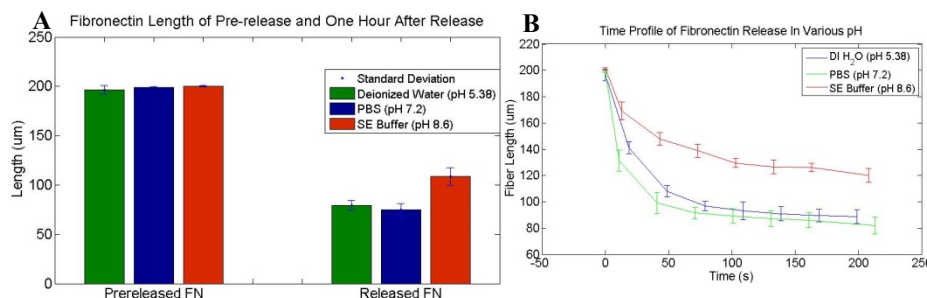 A
Fibronectin Length of Pre-release and One Hour After Release
250
200
150
100
50
0
Length (um)
Standard Deviation
Deionized Water (pH 5.38)
PBS (pH 7.2)
SE Buffer (pH 8.6)
Prereleased FN
Released FN
B
Time Profile of Fibronectin Release In Various pH
220
200
180
160
140
120
100
80
60
Fiber Length (um)
DI H₂O (pH 5.38)
PBS (pH 7.2)
SE Buffer (pH 8.6)
-50
0
50
100
150
200
250
Time (s)